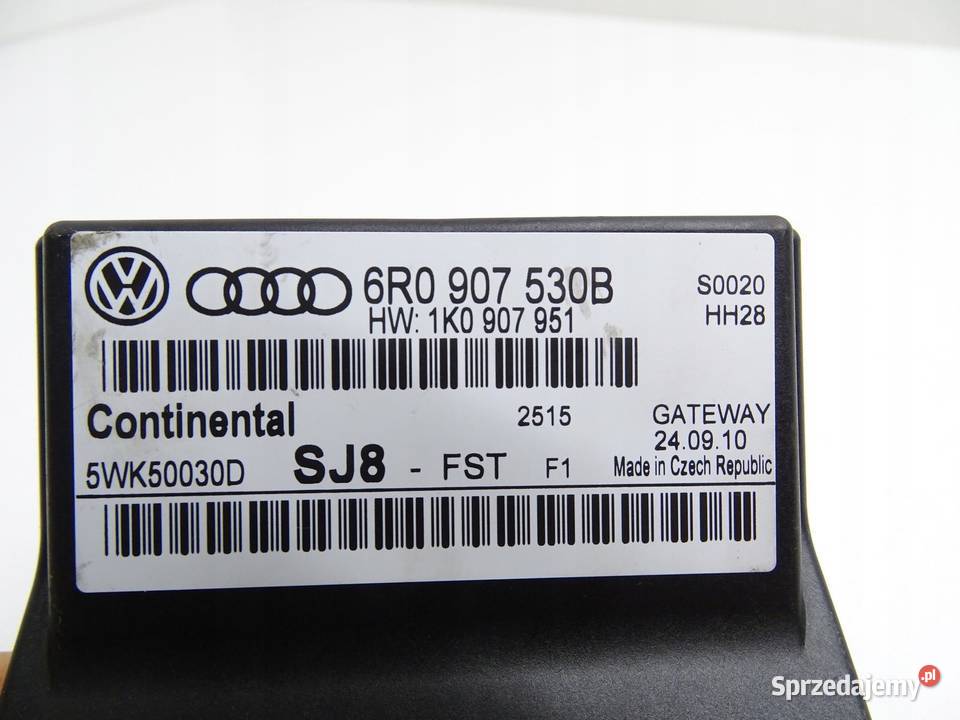 6R0 907 530B
HW: 1K0 907 951
S0020
HH28
Continental
2515
GATEWAY
24.09.10
5WK50030D SJ8 - FST F1 Made in Czech Republic
Sprzedajemy.pl